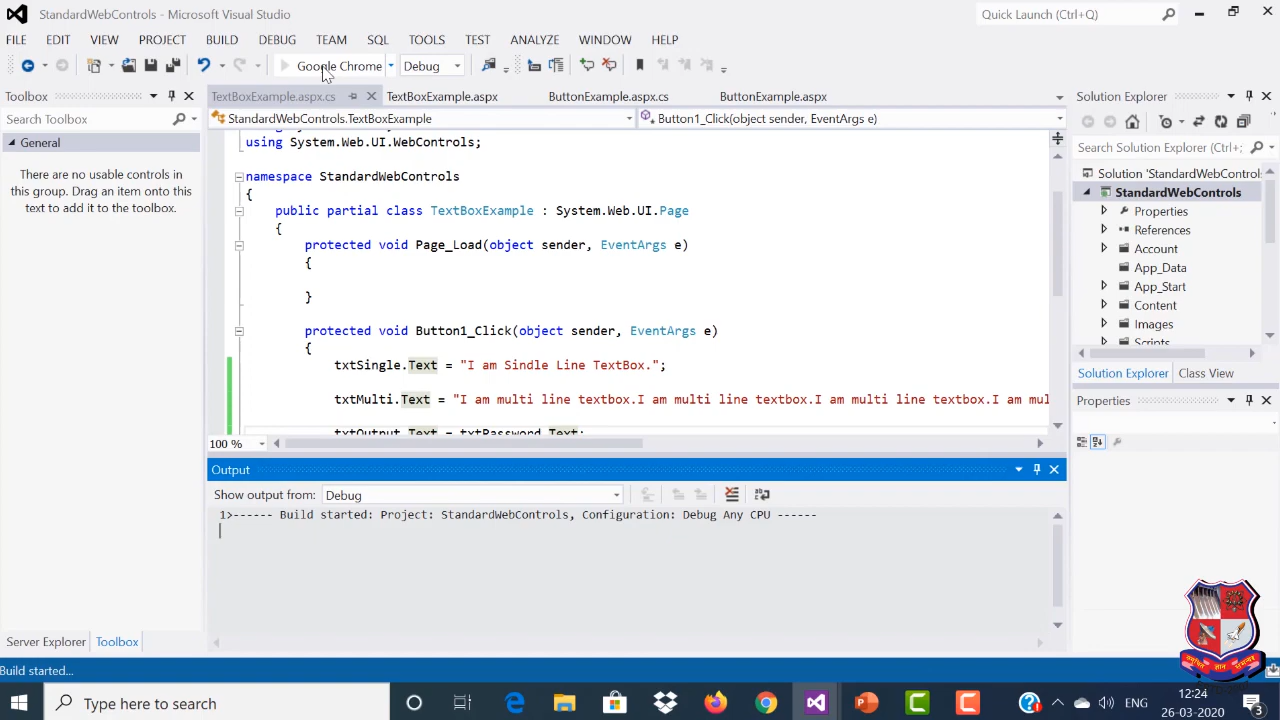 StandardWebControls - Microsoft Visual Studio
Quick Launch (Ctrl+Q)
FILE EDIT VIEW PROJECT BUILD DEBUG TEAM SQL TOOLS TEST ANALYZE WINDOW HELP
Google Chrome Debug
Toolbox
TextBoxExample.aspx.cs TextBoxExample.aspx ButtonExample.aspx.cs ButtonExample.aspx
Solution Explorer
Search Toolbox
StandardWebControls.TextBoxExample
Button1_Click(object sender, EventArgs e)
Search Solution Explorer (Ctrl+;
General
There are no usable controls in
this group. Drag an item onto this
text to add it to the toolbox.
using System.Web.UI.WebControls;
namespace StandardWebControls
{
public partial class TextBoxExample : System.Web.UI.Page
{
protected void Page_Load(object sender, EventArgs e)
{
}
protected void Button1_Click(object sender, EventArgs e)
{
txtSingle.Text = "I am Sindle Line TextBox.";
txtMulti.Text = "I am multi line textbox.I am multi line textbox.I am multi line textbox.I am mul
txtOutput.Text = txtPassword.Text;
100 %
Solution 'StandardWebControls
StandardWebControls
Properties
References
Account
App_Data
App_Start
Content
Images
Scripts
Solution Explorer Class View
Properties
Output
Show output from: Debug
1>------ Build started: Project: StandardWebControls, Configuration: Debug Any CPU ------
Server Explorer Toolbox
Build started...
Type here to search
ENG
12:24
26-03-2020
3